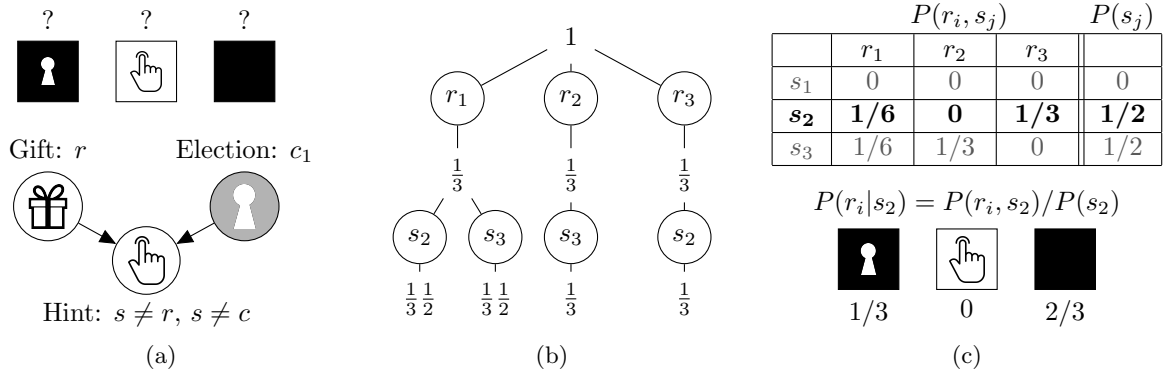 ? ? ?
Gift: r Election: c₁
Hint: s ≠ r, s ≠ c
(a)
1
r₁ r₂ r₃
1/3 1/3 1/3
s₂ s₃ s₃ s₂
1/3 1/2 1/3 1/2 1/3 1/3
(b)
P(rᵢ, sⱼ) P(sⱼ)
r₁ r₂ r₃
s₁ 0 0 0 0
s₂ 1/6 0 1/3 1/2
s₃ 1/6 1/3 0 1/2
P(rᵢ|s₂) = P(rᵢ, s₂)/P(s₂)
1/3 0 2/3
(c)